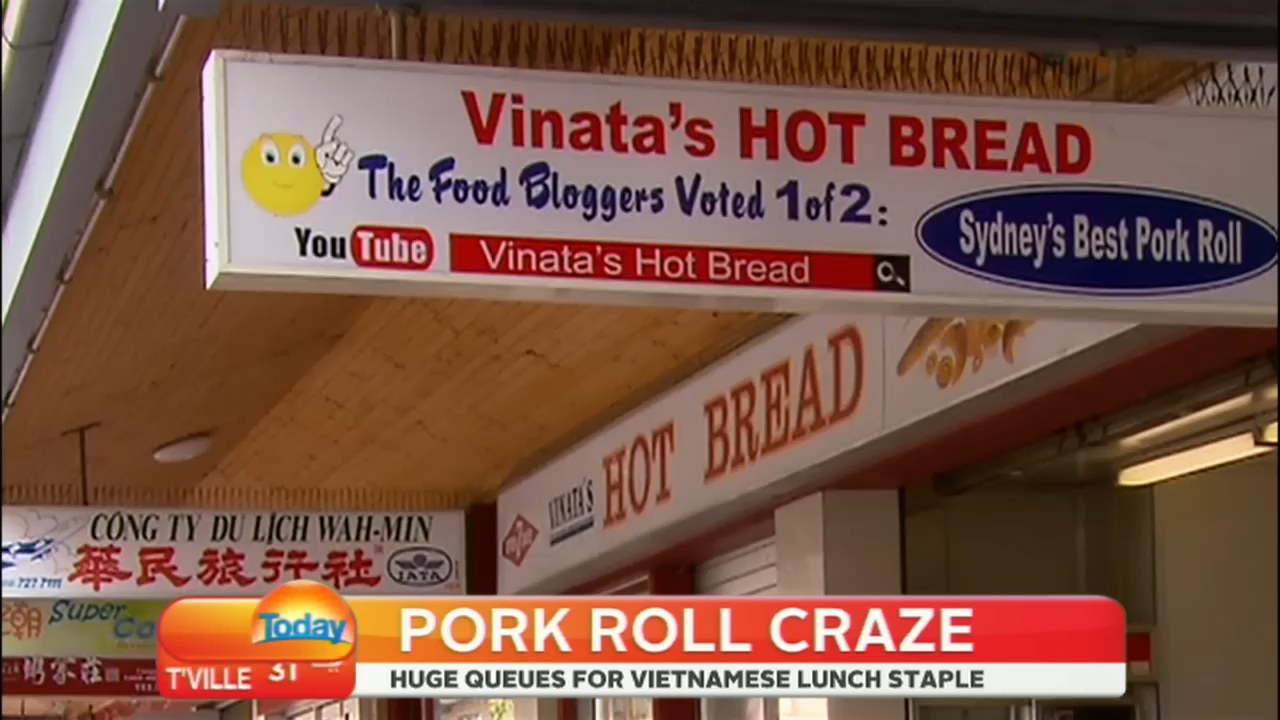 Vinata's HOT BREAD
The Food Bloggers Voted 1 of 2:
Sydney's Best Pork Roll
YouTube Vinata's Hot Bread
VINATA'S HOT BREAD
CÔNG TY DU LỊCH WAH-MIN
華民旅行社
IATA
727 7111
Super
Today
T'VILLE 31
PORK ROLL CRAZE
HUGE QUEUES FOR VIETNAMESE LUNCH STAPLE